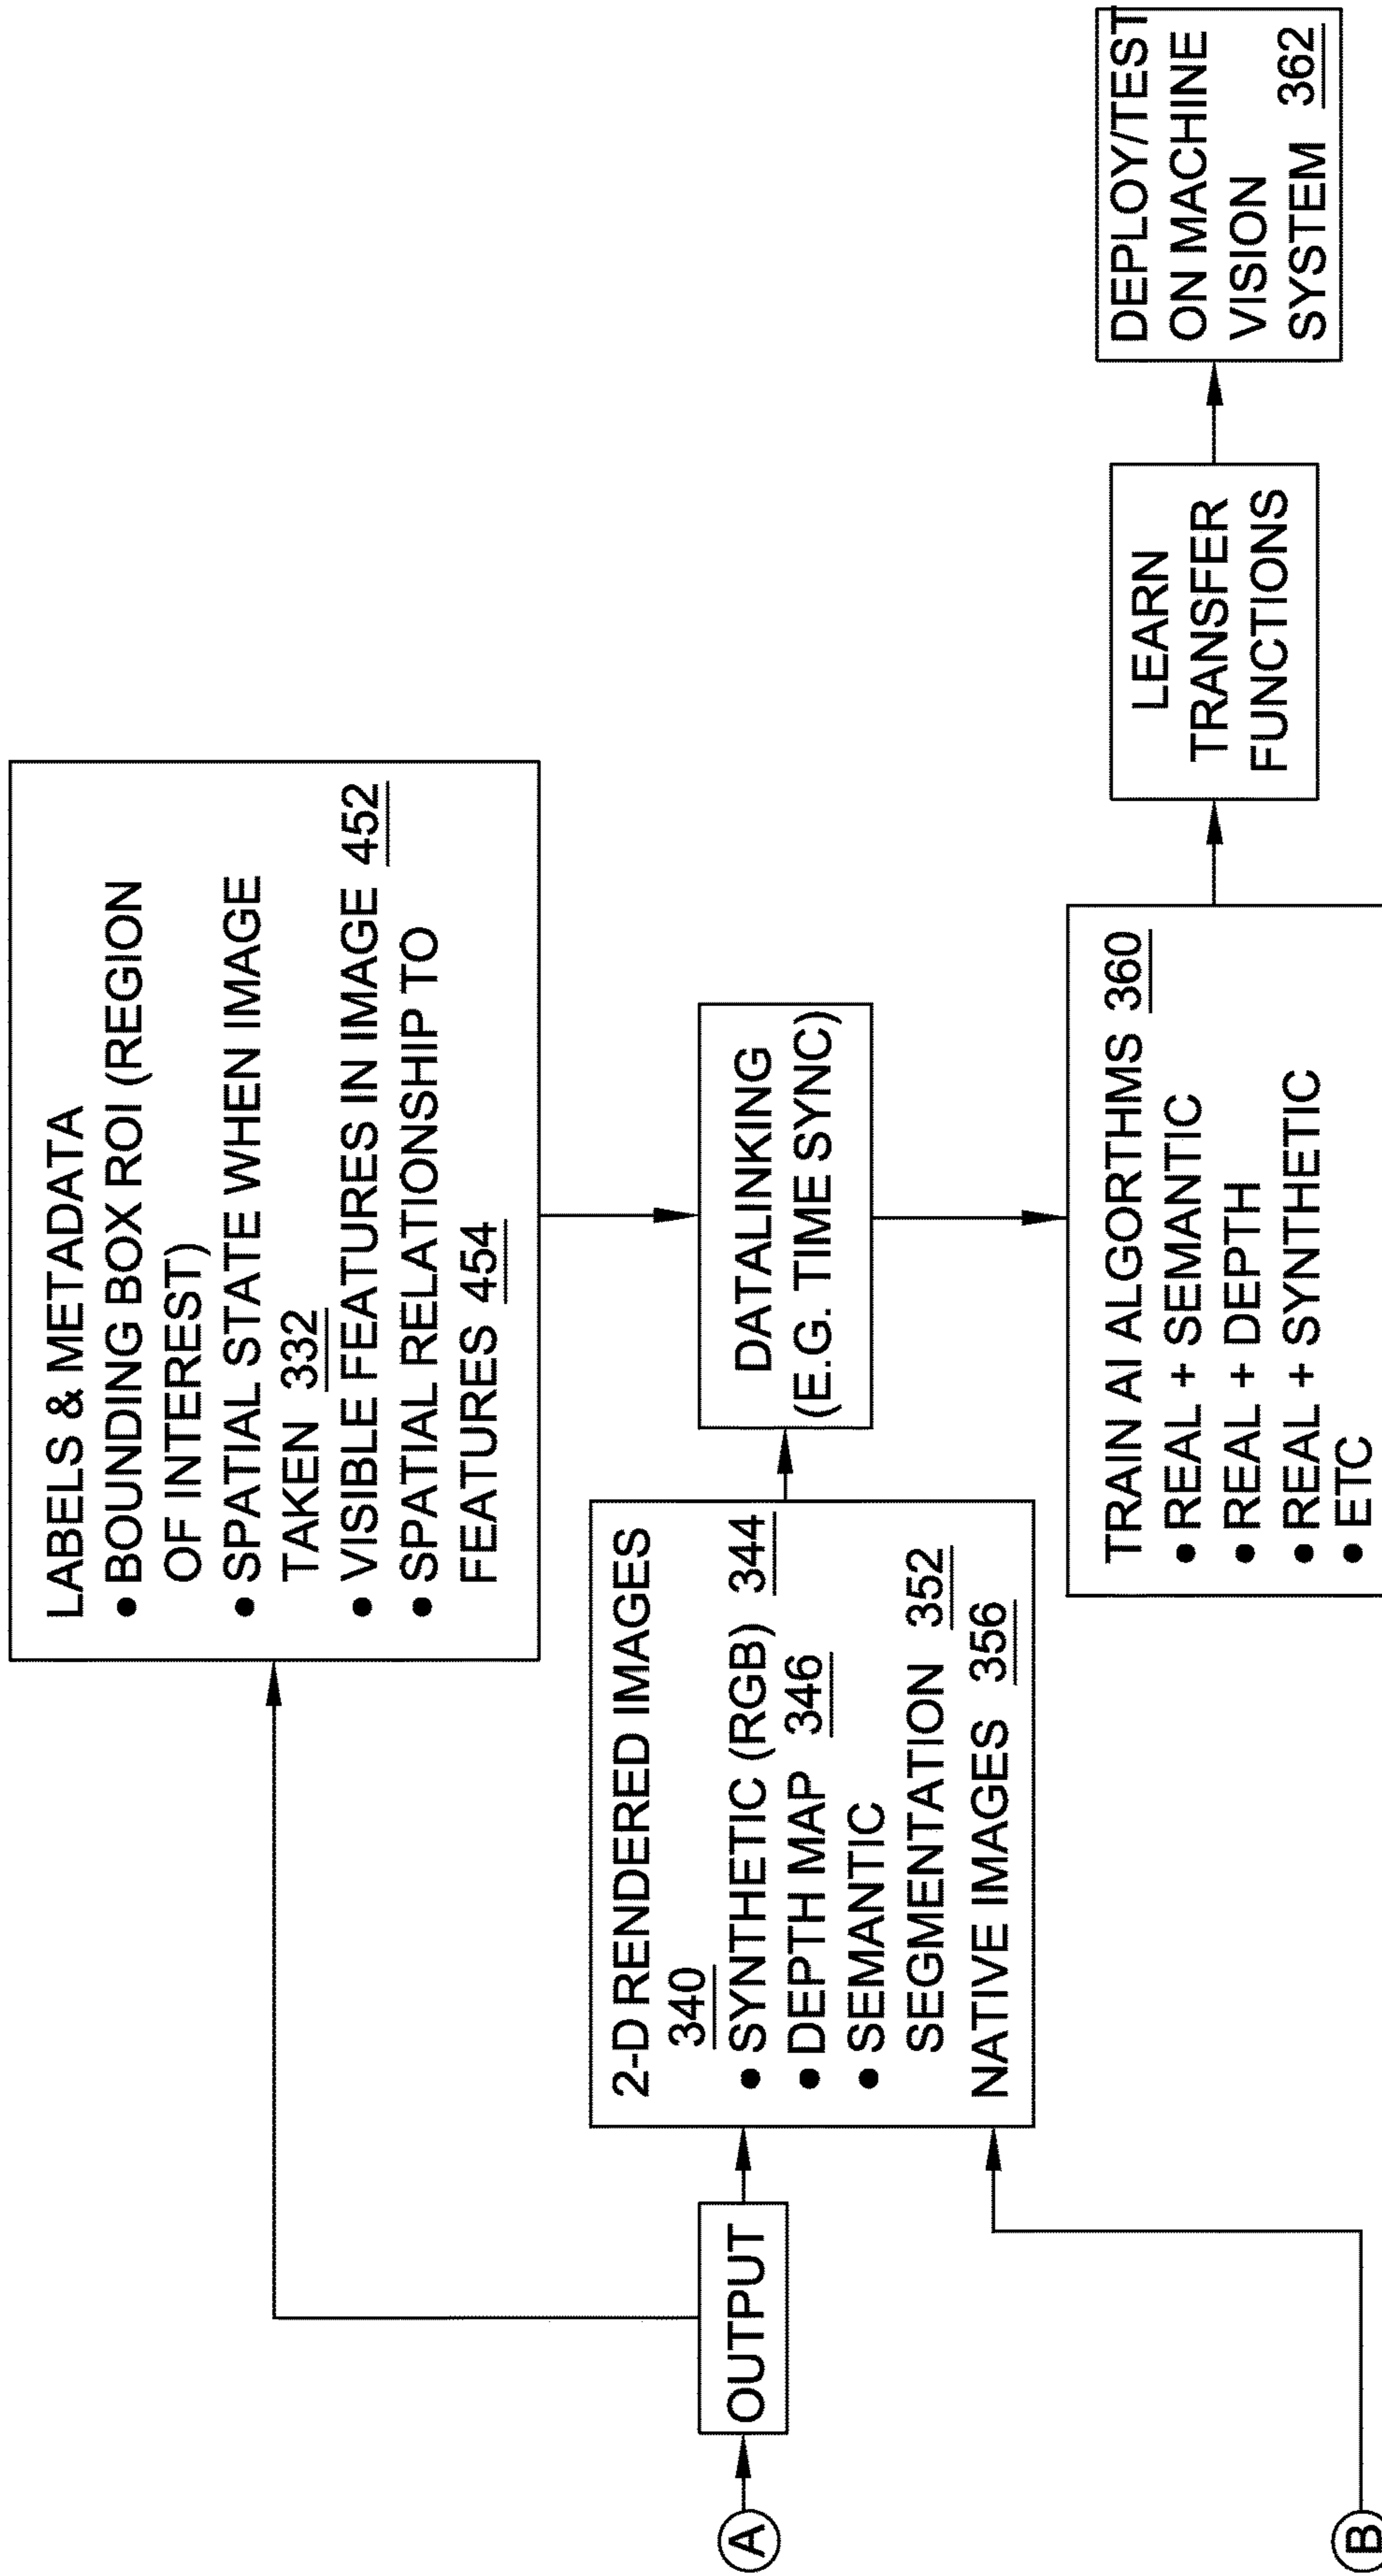 LABELS & METADATA
• BOUNDING BOX ROI (REGION
OF INTEREST)
• SPATIAL STATE WHEN IMAGE
TAKEN 332
• VISIBLE FEATURES IN IMAGE 452
• SPATIAL RELATIONSHIP TO
FEATURES 454
A
OUTPUT
2-D RENDERED IMAGES
340
• SYNTHETIC (RGB) 344
• DEPTH MAP 346
• SEMANTIC
SEGMENTATION 352
NATIVE IMAGES 356
DATALINKING
(E.G. TIME SYNC)
B
TRAIN AI ALGORTHMS 360
• REAL + SEMANTIC
• REAL + DEPTH
• REAL + SYNTHETIC
• ETC
LEARN
TRANSFER
FUNCTIONS
DEPLOY/TEST
ON MACHINE
VISION
SYSTEM 362